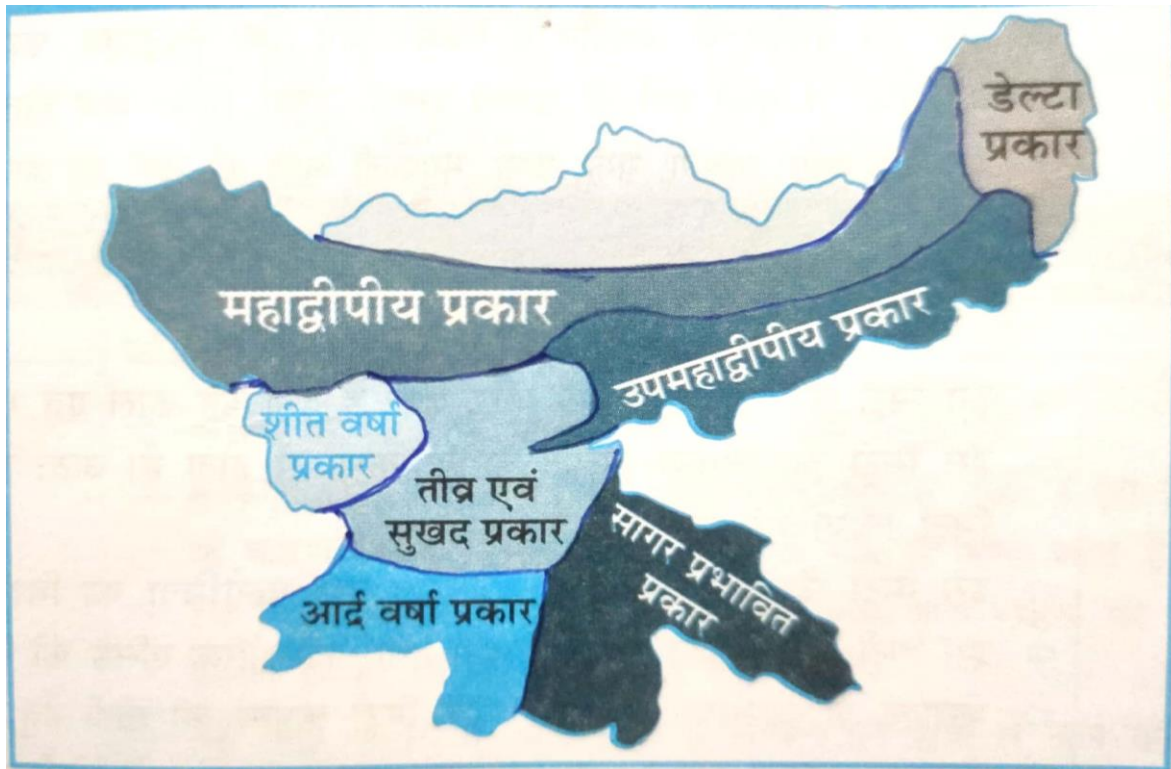 डेल्टा
प्रकार
महाद्वीपीय प्रकार
उपमहाद्वीपीय प्रकार
शीत वर्षा
प्रकार
तीव्र एवं
सुखद प्रकार
सागर प्रभावित
प्रकार
आर्द्र वर्षा प्रकार